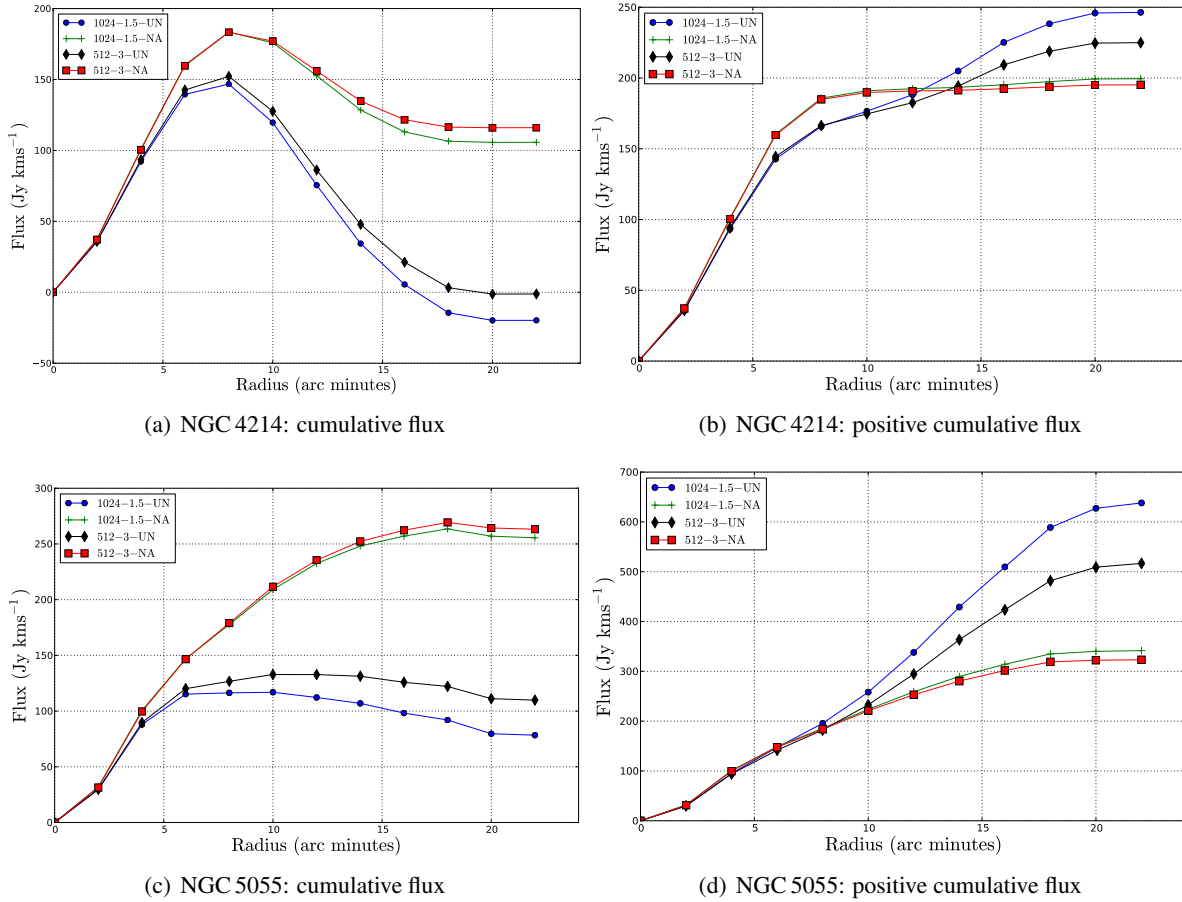 200
150
100
50
0
−50
0
5
10
15
20
Flux (Jy kms⁻¹)
Radius (arc minutes)
1024−1.5−UN
1024−1.5−NA
512−3−UN
512−3−NA
(a) NGC 4214: cumulative flux
250
200
150
100
50
0
0
5
10
15
20
Flux (Jy kms⁻¹)
Radius (arc minutes)
1024−1.5−UN
1024−1.5−NA
512−3−UN
512−3−NA
(b) NGC 4214: positive cumulative flux
300
250
200
150
100
50
0
0
5
10
15
20
Flux (Jy kms⁻¹)
Radius (arc minutes)
1024−1.5−UN
1024−1.5−NA
512−3−UN
512−3−NA
(c) NGC 5055: cumulative flux
700
600
500
400
300
200
100
0
0
5
10
15
20
Flux (Jy kms⁻¹)
Radius (arc minutes)
1024−1.5−UN
1024−1.5−NA
512−3−UN
512−3−NA
(d) NGC 5055: positive cumulative flux